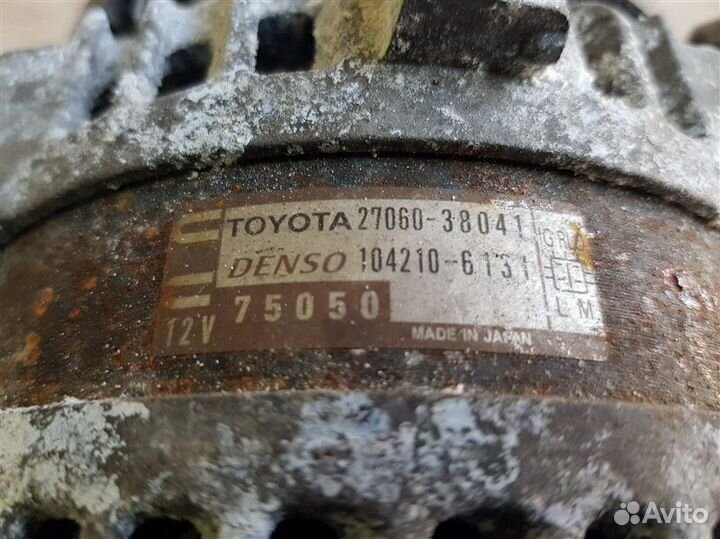 TOYOTA 27060-38041
DENSO 104210-6131
75050
12V
MADE IN JAPAN
L M
Avito